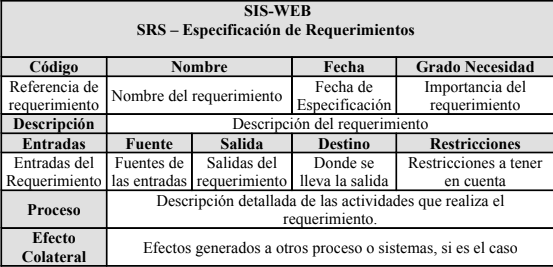 SIS-WEB
SRS – Especificación de Requerimientos
Código Nombre Fecha Grado Necesidad
Referencia de requerimiento Nombre del requerimiento Fecha de Especificación Importancia del requerimiento
Descripción Descripción del requerimiento
Entradas Fuente Salida Destino Restricciones
Entradas del Requerimiento Fuentes de las entradas Salidas del requerimiento Donde se lleva la salida Restricciones a tener en cuenta
Proceso Descripción detallada de las actividades que realiza el requerimiento.
Efecto Colateral Efectos generados a otros proceso o sistemas, si es el caso